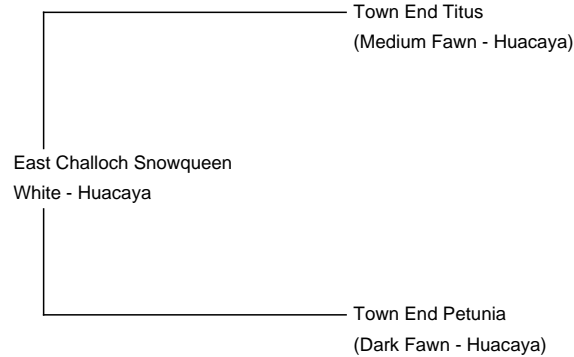 Town End Titus
(Medium Fawn - Huacaya)
East Challoch Snowqueen
White - Huacaya
Town End Petunia
(Dark Fawn - Huacaya)